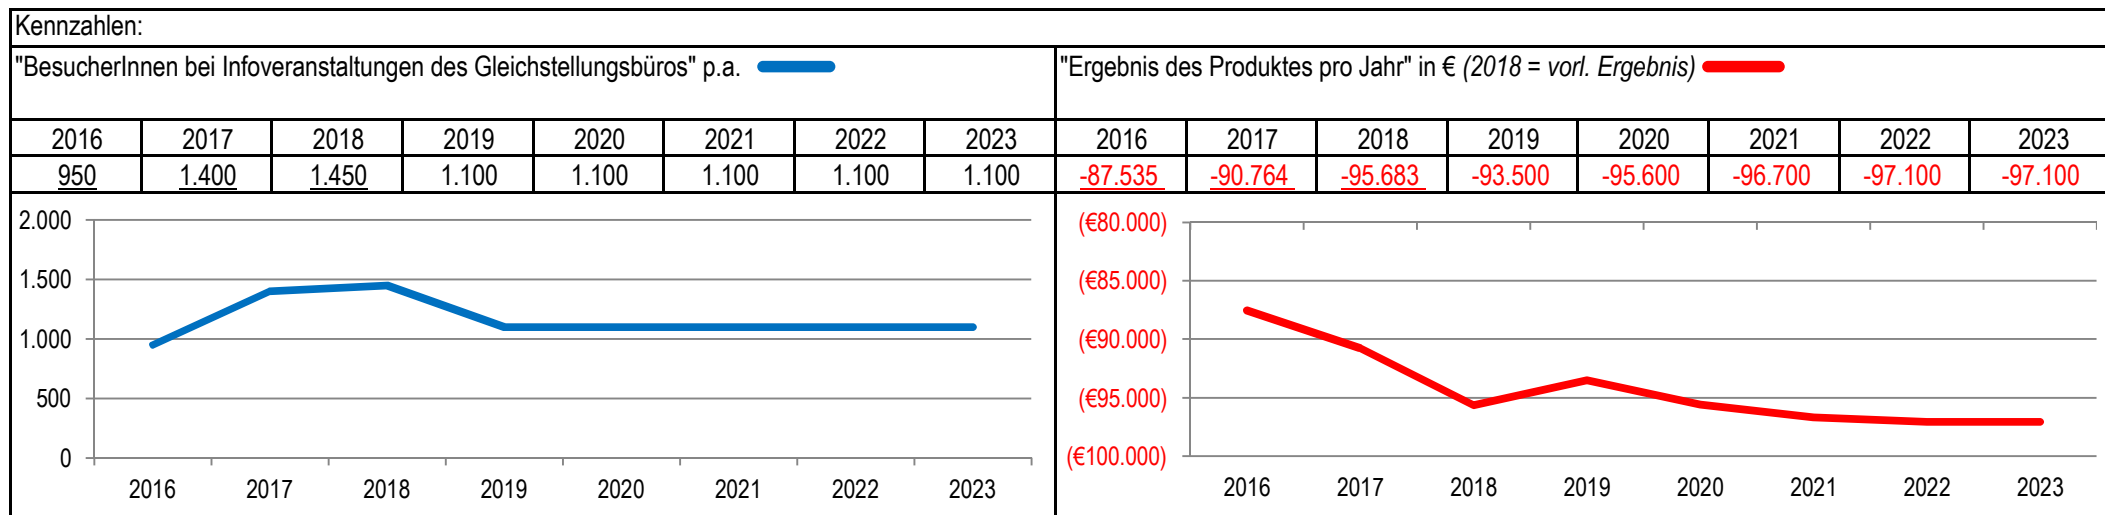 Kennzahlen:
"BesucherInnen bei Infoveranstaltungen des Gleichstellungsbüros" p.a.
"Ergebnis des Produktes pro Jahr" in € (2018 = vorl. Ergebnis)
2016 2017 2018 2019 2020 2021 2022 2023
950 1.400 1.450 1.100 1.100 1.100 1.100 1.100
2016 2017 2018 2019 2020 2021 2022 2023
-87.535 -90.764 -95.683 -93.500 -95.600 -96.700 -97.100 -97.100
2.000
1.500
1.000
500
0
2016 2017 2018 2019 2020 2021 2022 2023
(€80.000)
(€85.000)
(€90.000)
(€95.000)
(€100.000)
2016 2017 2018 2019 2020 2021 2022 2023